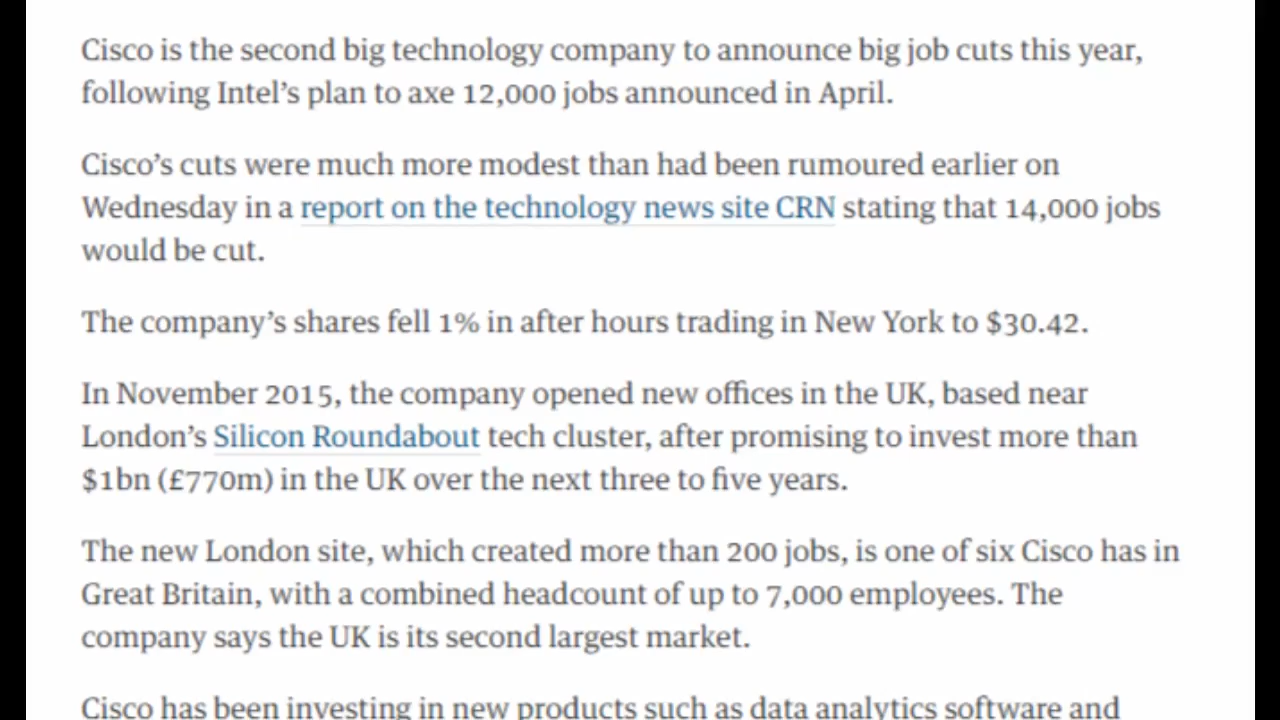 Cisco is the second big technology company to announce big job cuts this year,
following Intel’s plan to axe 12,000 jobs announced in April.
Cisco’s cuts were much more modest than had been rumoured earlier on
Wednesday in a report on the technology news site CRN stating that 14,000 jobs
would be cut.
The company’s shares fell 1% in after hours trading in New York to $30.42.
In November 2015, the company opened new offices in the UK, based near
London’s Silicon Roundabout tech cluster, after promising to invest more than
$1bn (£770m) in the UK over the next three to five years.
The new London site, which created more than 200 jobs, is one of six Cisco has in
Great Britain, with a combined headcount of up to 7,000 employees. The
company says the UK is its second largest market.
Cisco has been investing in new products such as data analytics software and